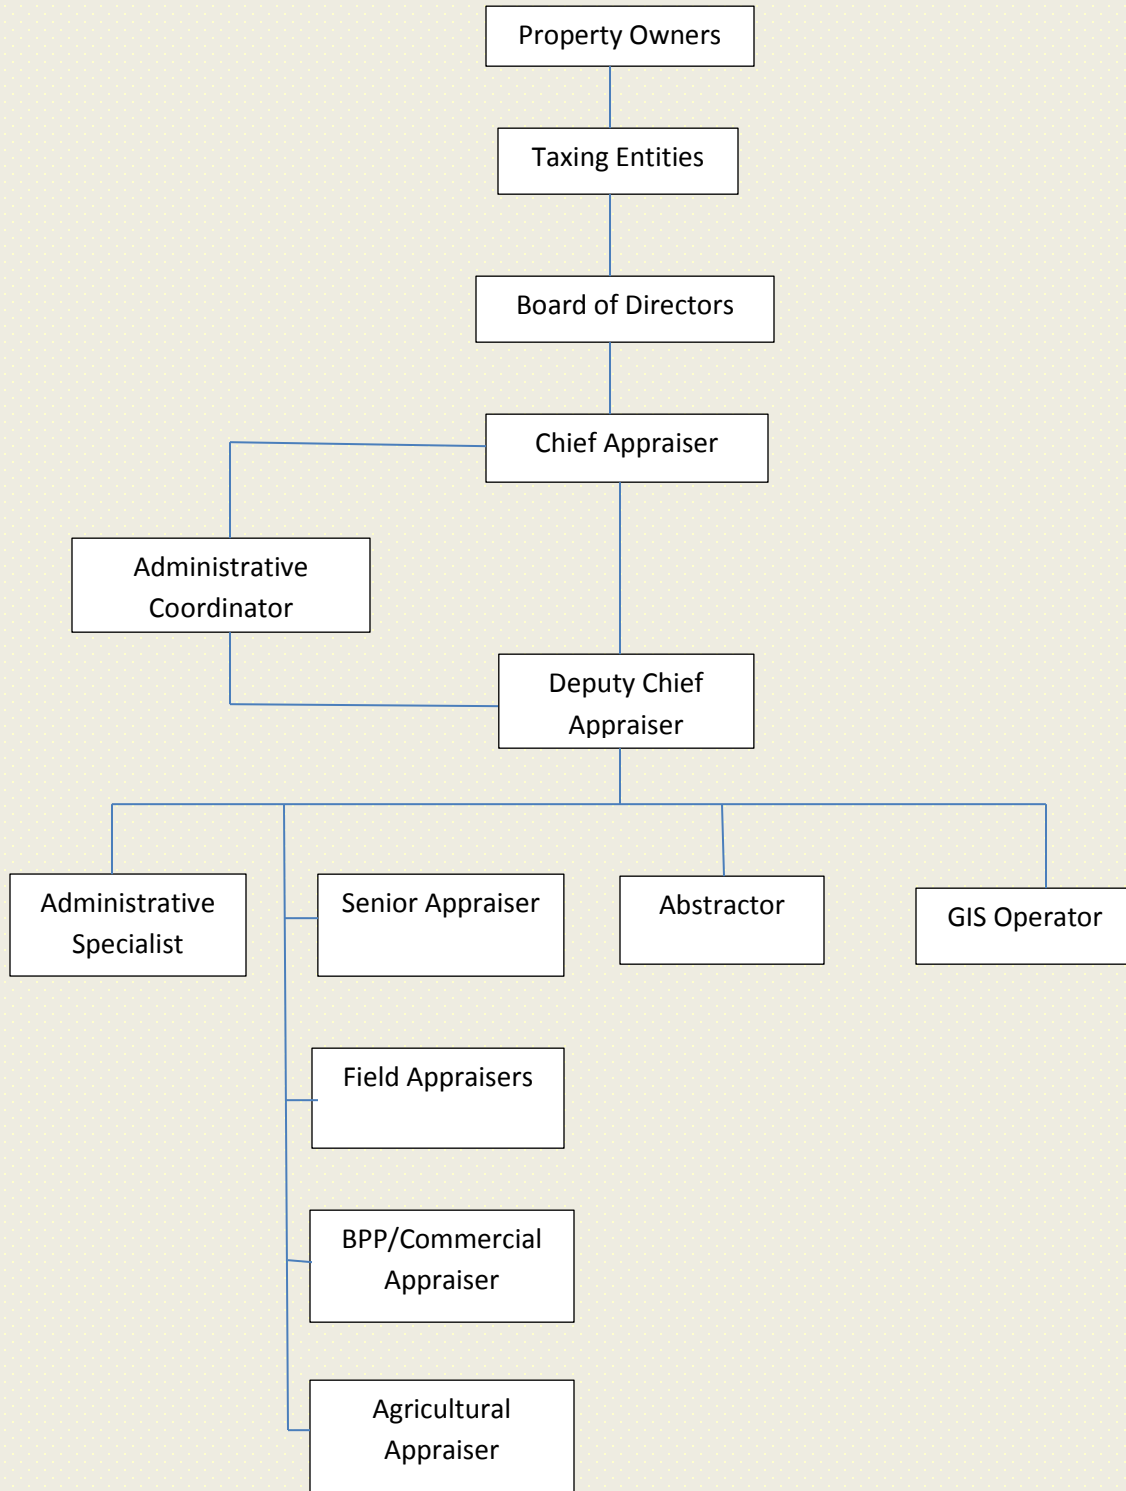 Property Owners
Taxing Entities
Board of Directors
Chief Appraiser
Administrative
Coordinator
Deputy Chief
Appraiser
Administrative
Specialist
Senior Appraiser
Abstractor
GIS Operator
Field Appraisers
BPP/Commercial
Appraiser
Agricultural
Appraiser